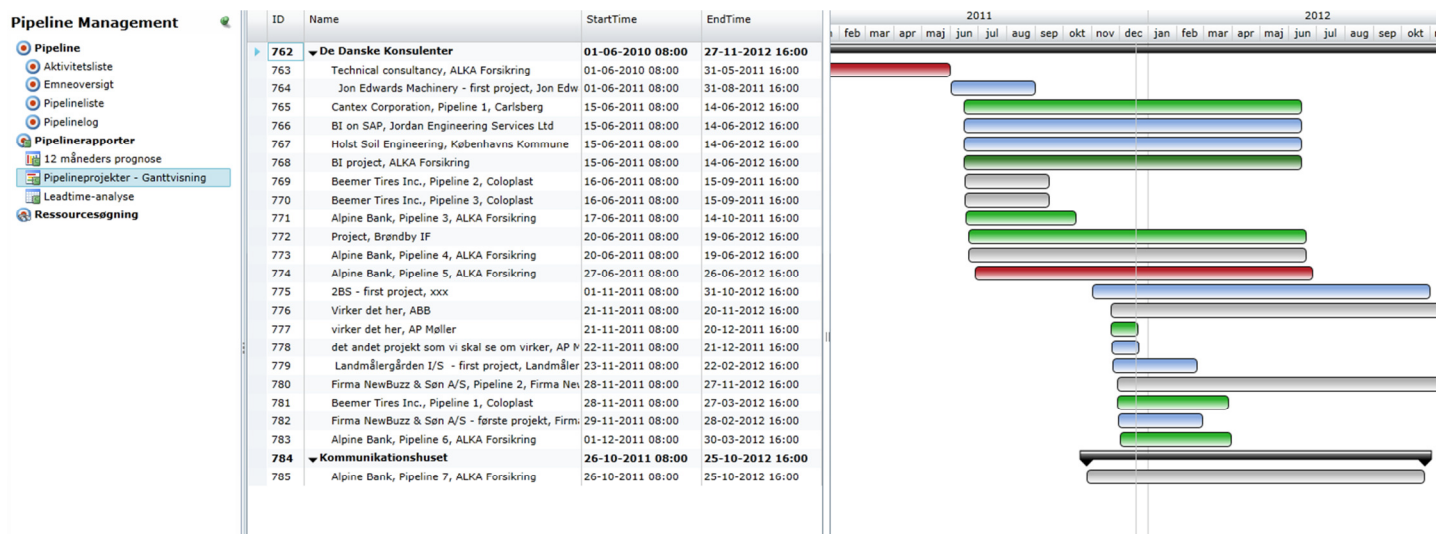 Pipeline Management
Pipeline
Aktivitetsliste
Emneoversigt
Pipelineliste
Pipelinelog
Pipelinerapporter
12 måneders prognose
Pipelineprojekter - Ganttvisning
Leadtime-analyse
Ressourcesøgning
ID Name StartTime EndTime
762 De Danske Konsulenter 01-06-2010 08:00 27-11-2012 16:00
763 Technical consultancy, ALKA Forsikring 01-06-2010 08:00 31-05-2011 16:00
764 Jon Edwards Machinery - first project, Jon Edw 01-06-2011 08:00 31-08-2011 16:00
765 Cantex Corporation, Pipeline 1, Carlsberg 15-06-2011 08:00 14-06-2012 16:00
766 BI on SAP, Jordan Engineering Services Ltd 15-06-2011 08:00 14-06-2012 16:00
767 Holst Soil Engineering, Københavns Kommune 15-06-2011 08:00 14-06-2012 16:00
768 BI project, ALKA Forsikring 15-06-2011 08:00 14-06-2012 16:00
769 Beemer Tires Inc., Pipeline 2, Coloplast 16-06-2011 08:00 15-09-2011 16:00
770 Beemer Tires Inc., Pipeline 3, Coloplast 16-06-2011 08:00 15-09-2011 16:00
771 Alpine Bank, Pipeline 3, ALKA Forsikring 17-06-2011 08:00 14-10-2011 16:00
772 Project, Brøndby IF 20-06-2011 08:00 19-06-2012 16:00
773 Alpine Bank, Pipeline 4, ALKA Forsikring 20-06-2011 08:00 19-06-2012 16:00
774 Alpine Bank, Pipeline 5, ALKA Forsikring 27-06-2011 08:00 26-06-2012 16:00
775 2BS - first project, xxx 01-11-2011 08:00 31-10-2012 16:00
776 Virker det her, ABB 21-11-2011 08:00 20-11-2012 16:00
777 virker det her, AP Møller 21-11-2011 08:00 20-12-2011 16:00
778 det andet projekt som vi skal se om virker, AP 22-11-2011 08:00 21-12-2011 16:00
779 Landmålergården I/S - first project, Landmåler 23-11-2011 08:00 22-02-2012 16:00
780 Firma NewBuzz & Søn A/S, Pipeline 2, Firma 28-11-2011 08:00 27-11-2012 16:00
781 Beemer Tires Inc., Pipeline 1, Coloplast 28-11-2011 08:00 27-03-2012 16:00
782 Firma NewBuzz & Søn A/S - første projekt, 29-11-2011 08:00 28-02-2012 16:00
783 Alpine Bank, Pipeline 6, ALKA Forsikring 01-12-2011 08:00 30-03-2012 16:00
784 Kommunikationshuset 26-10-2011 08:00 25-10-2012 16:00
785 Alpine Bank, Pipeline 7, ALKA Forsikring 26-10-2011 08:00 25-10-2012 16:00
2011 2012
feb mar apr maj jun jul aug sep okt nov dec jan feb mar apr maj jun jul aug sep okt